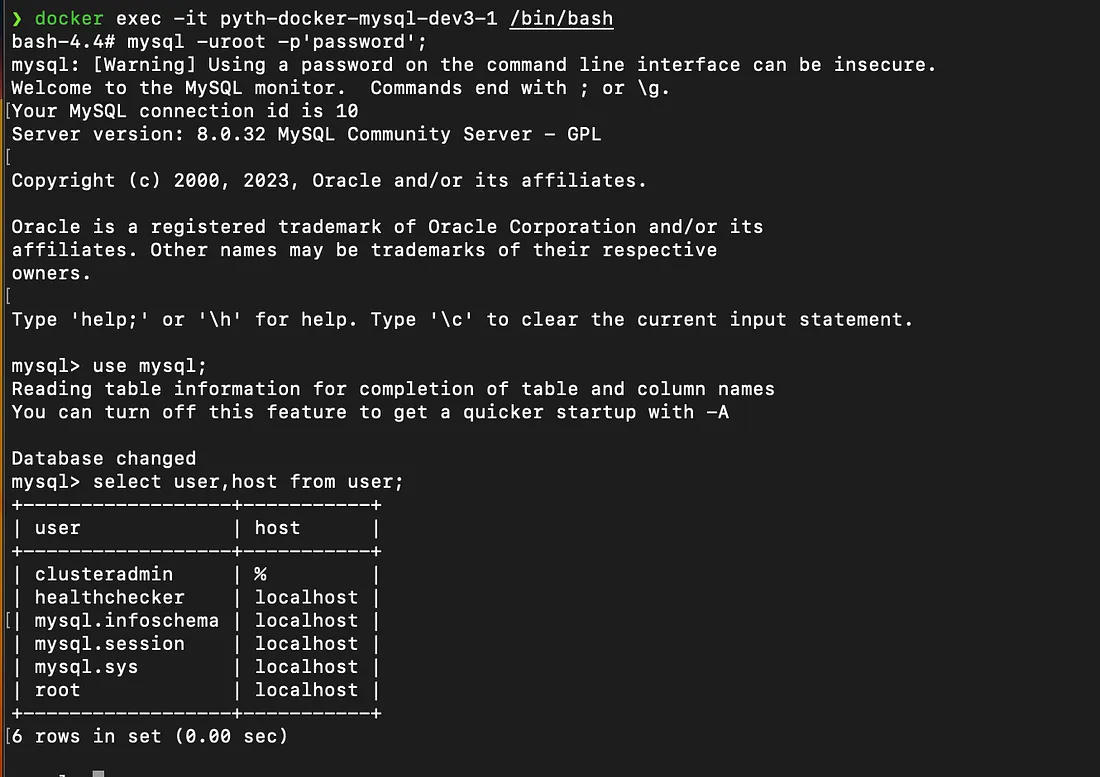 ❯ docker exec -it pyth-docker-mysql-dev3-1 /bin/bash
bash-4.4# mysql -uroot -p'password';
mysql: [Warning] Using a password on the command line interface can be insecure.
Welcome to the MySQL monitor.  Commands end with ; or \g.
[Your MySQL connection id is 10
Server version: 8.0.32 MySQL Community Server - GPL
[
Copyright (c) 2000, 2023, Oracle and/or its affiliates.
Oracle is a registered trademark of Oracle Corporation and/or its
affiliates. Other names may be trademarks of their respective
owners.
[
Type 'help;' or '\h' for help. Type '\c' to clear the current input statement.
mysql> use mysql;
Reading table information for completion of table and column names
You can turn off this feature to get a quicker startup with -A
Database changed
mysql> select user,host from user;
+------------------+-----------+
| user             | host      |
+------------------+-----------+
| clusteradmin     | %         |
| healthchecker    | localhost |
[| mysql.infoschema | localhost |
| mysql.session    | localhost |
| mysql.sys        | localhost |
| root             | localhost |
+------------------+-----------+
[6 rows in set (0.00 sec)